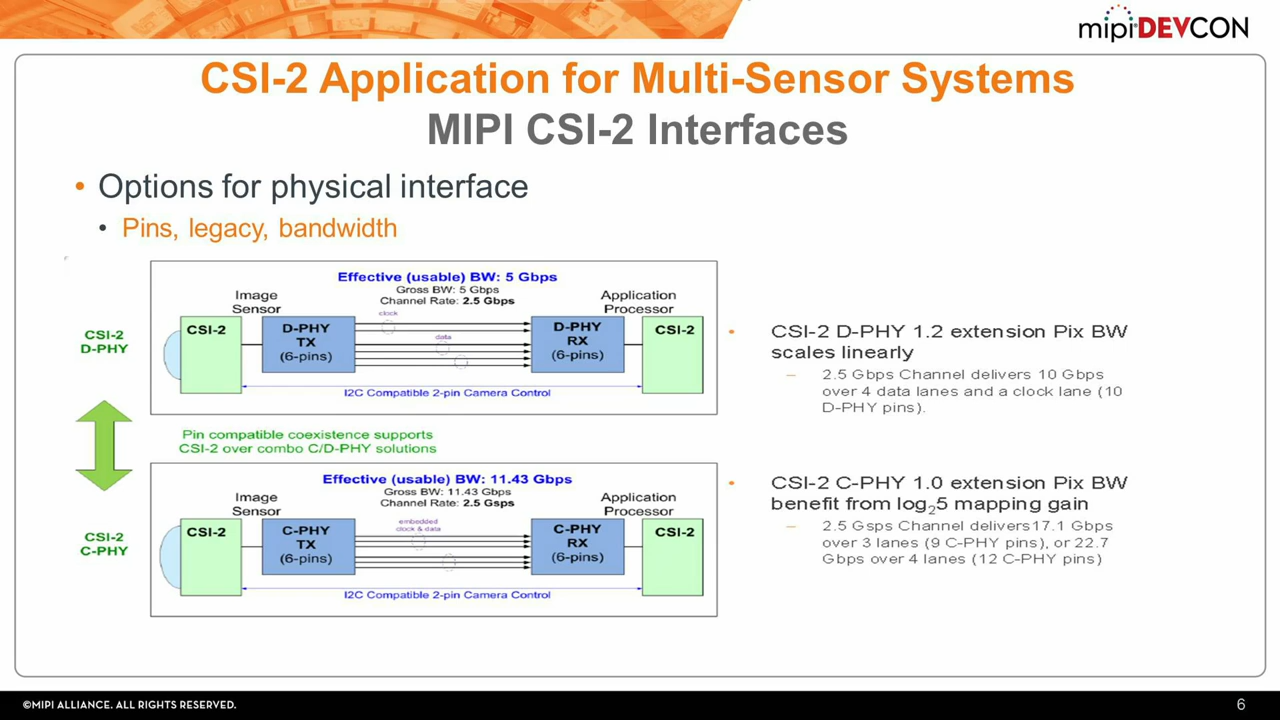 mipi DEVCON
CSI-2 Application for Multi-Sensor Systems
MIPI CSI-2 Interfaces
• Options for physical interface
• Pins, legacy, bandwidth
CSI-2
D-PHY
Effective (usable) BW: 5 Gbps
Gross BW: 5 Gbps
Channel Rate: 2.5 Gbps
Image
Sensor
Application
Processor
CSI-2
D-PHY
TX
(6-pins)
clock
data
D-PHY
RX
(6-pins)
CSI-2
I2C Compatible 2-pin Camera Control
• CSI-2 D-PHY 1.2 extension Pix BW
scales linearly
– 2.5 Gbps Channel delivers 10 Gbps
over 4 data lanes and a clock lane (10
D-PHY pins).
Pin compatible coexistence supports
CSI-2 over combo C/D-PHY solutions
CSI-2
C-PHY
Effective (usable) BW: 11.43 Gbps
Gross BW: 11.43 Gbps
Channel Rate: 2.5 Gsps
Image
Sensor
Application
Processor
CSI-2
C-PHY
TX
(6-pins)
embedded
clock & data
C-PHY
RX
(6-pins)
CSI-2
I2C Compatible 2-pin Camera Control
• CSI-2 C-PHY 1.0 extension Pix BW
benefit from log₂5 mapping gain
– 2.5 Gsps Channel delivers17.1 Gbps
over 3 lanes (9 C-PHY pins), or 22.7
Gbps over 4 lanes (12 C-PHY pins)
©MIPI ALLIANCE. ALL RIGHTS RESERVED.
6